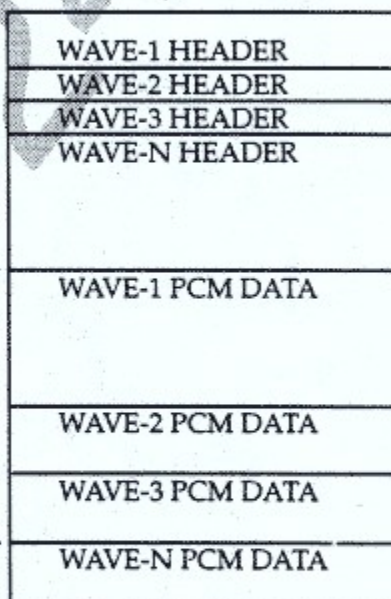 WAVE-1 HEADER
WAVE-2 HEADER
WAVE-3 HEADER
WAVE-N HEADER
WAVE-1 PCM DATA
WAVE-2 PCM DATA
WAVE-3 PCM DATA
WAVE-N PCM DATA